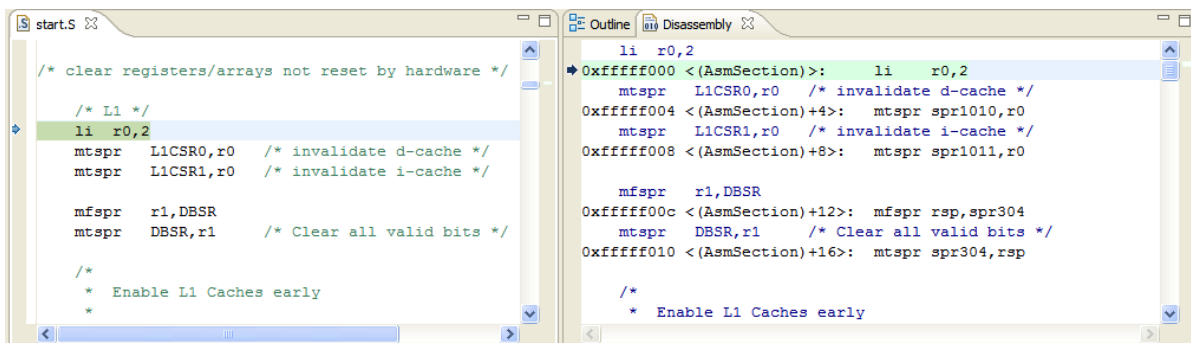 start.S
/* clear registers/arrays not reset by hardware */
/* L1 */
li r0,2
mtspr L1CSR0,r0 /* invalidate d-cache */
mtspr L1CSR1,r0 /* invalidate i-cache */
mfspr r1,DBSR
mtspr DBSR,r1 /* Clear all valid bits */
/*
* Enable L1 Caches early
*
Outline Disassembly
li r0,2
0xfffff000 <(AsmSection)>: li r0,2
mtspr L1CSR0,r0 /* invalidate d-cache */
0xfffff004 <(AsmSection)+4>: mtspr spr1010,r0
mtspr L1CSR1,r0 /* invalidate i-cache */
0xfffff008 <(AsmSection)+8>: mtspr spr1011,r0
mfspr r1,DBSR
0xfffff00c <(AsmSection)+12>: mfspr rsp,spr304
mtspr DBSR,r1 /* Clear all valid bits */
0xfffff010 <(AsmSection)+16>: mtspr spr304,rsp
/*
* Enable L1 Caches early